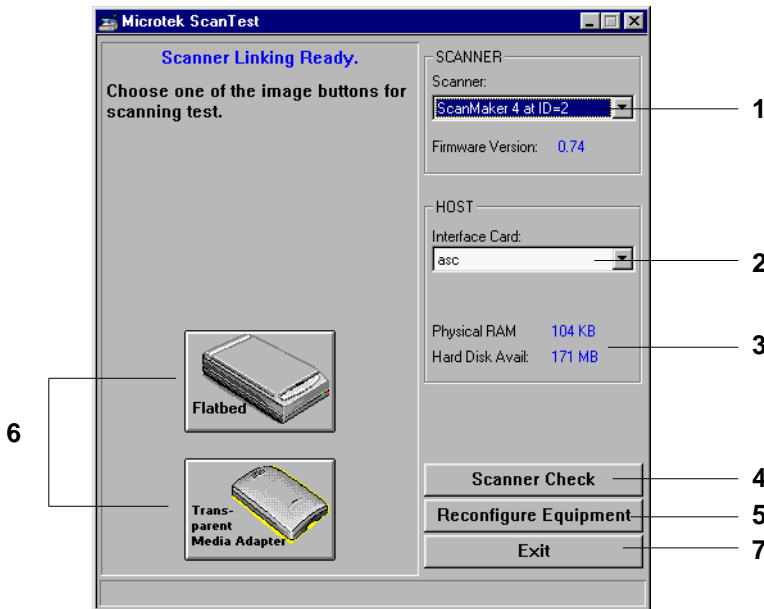 Microtek ScanTest
Scanner Linking Ready.
Choose one of the image buttons for
scanning test.
SCANNER
Scanner:
ScanMaker 4 at ID=2
1
Firmware Version: 0.74
HOST
Interface Card:
asc
2
Physical RAM 104 KB
Hard Disk Avail: 171 MB
3
Flatbed
6
Trans-
parent
Media Adapter
Scanner Check
4
Reconfigure Equipment
5
Exit
7